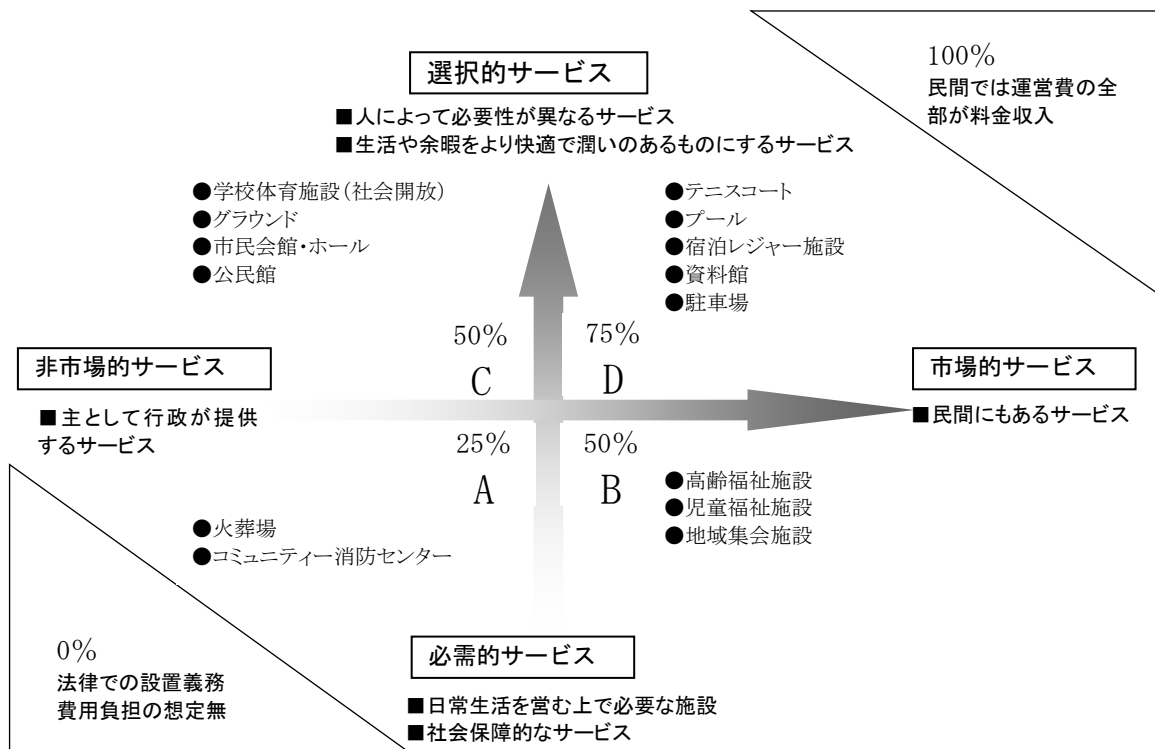 選択的サービス
■人によって必要性が異なるサービス
■生活や余暇をより快適で潤いのあるものにするサービス
100%
民間では運営費の全
部が料金収入
●学校体育施設（社会開放）
●グラウンド
●市民会館・ホール
●公民館
●テニスコート
●プール
●宿泊レジャー施設
●資料館
●駐車場
50%
C
75%
D
非市場的サービス
■主として行政が提供
するサービス
市場的サービス
■民間にもあるサービス
25%
A
50%
B
●高齢福祉施設
●児童福祉施設
●地域集会施設
●火葬場
●コミュニティー消防センター
0%
法律での設置義務
費用負担の想定無
必需的サービス
■日常生活を営む上で必要な施設
■社会保障的なサービス